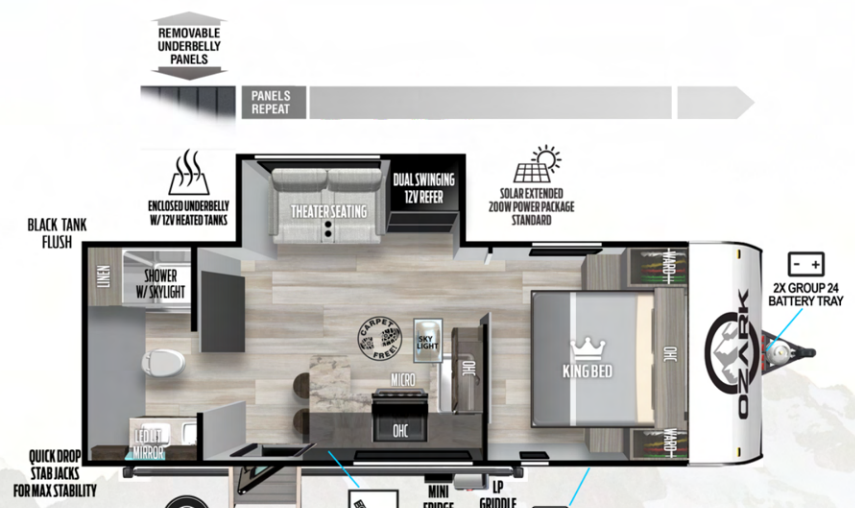 REMOVABLE
UNDERBELLY
PANELS
PANELS
REPEAT
ENCLOSED UNDERBELLY
W/ 12V HEATED TANKS
THEATER SEATING
DUAL SWINGING
12V REFER
SOLAR EXTENDED
200W POWER PACKAGE
STANDARD
BLACK TANK
FLUSH
LINEN
SHOWER
W/ SKYLIGHT
WARD
2X GROUP 24
BATTERY TRAY
CARPET
FREE!
SKY
LIGHT
OHC
MICRO
OHC
KING BED
OHC
OZARK
LED LIT
MIRROR
WARD
QUICK DROP
STAB JACKS
FOR MAX STABILITY
MINI
FRIDGE
LP
GRIDDLE